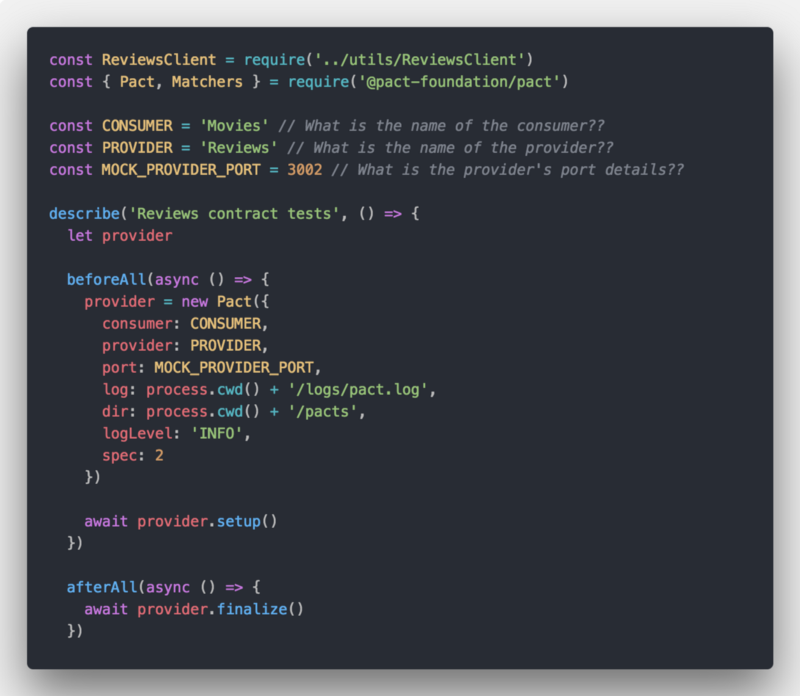 const ReviewsClient = require('../utils/ReviewsClient')
const { Pact, Matchers } = require('@pact-foundation/pact')

const CONSUMER = 'Movies' // What is the name of the consumer??
const PROVIDER = 'Reviews' // What is the name of the provider??
const MOCK_PROVIDER_PORT = 3002 // What is the provider's port details??

describe('Reviews contract tests', () => {
  let provider

  beforeAll(async () => {
    provider = new Pact({
      consumer: CONSUMER,
      provider: PROVIDER,
      port: MOCK_PROVIDER_PORT,
      log: process.cwd() + '/logs/pact.log',
      dir: process.cwd() + '/pacts',
      logLevel: 'INFO',
      spec: 2
    })

    await provider.setup()
  })

  afterAll(async () => {
    await provider.finalize()
  })